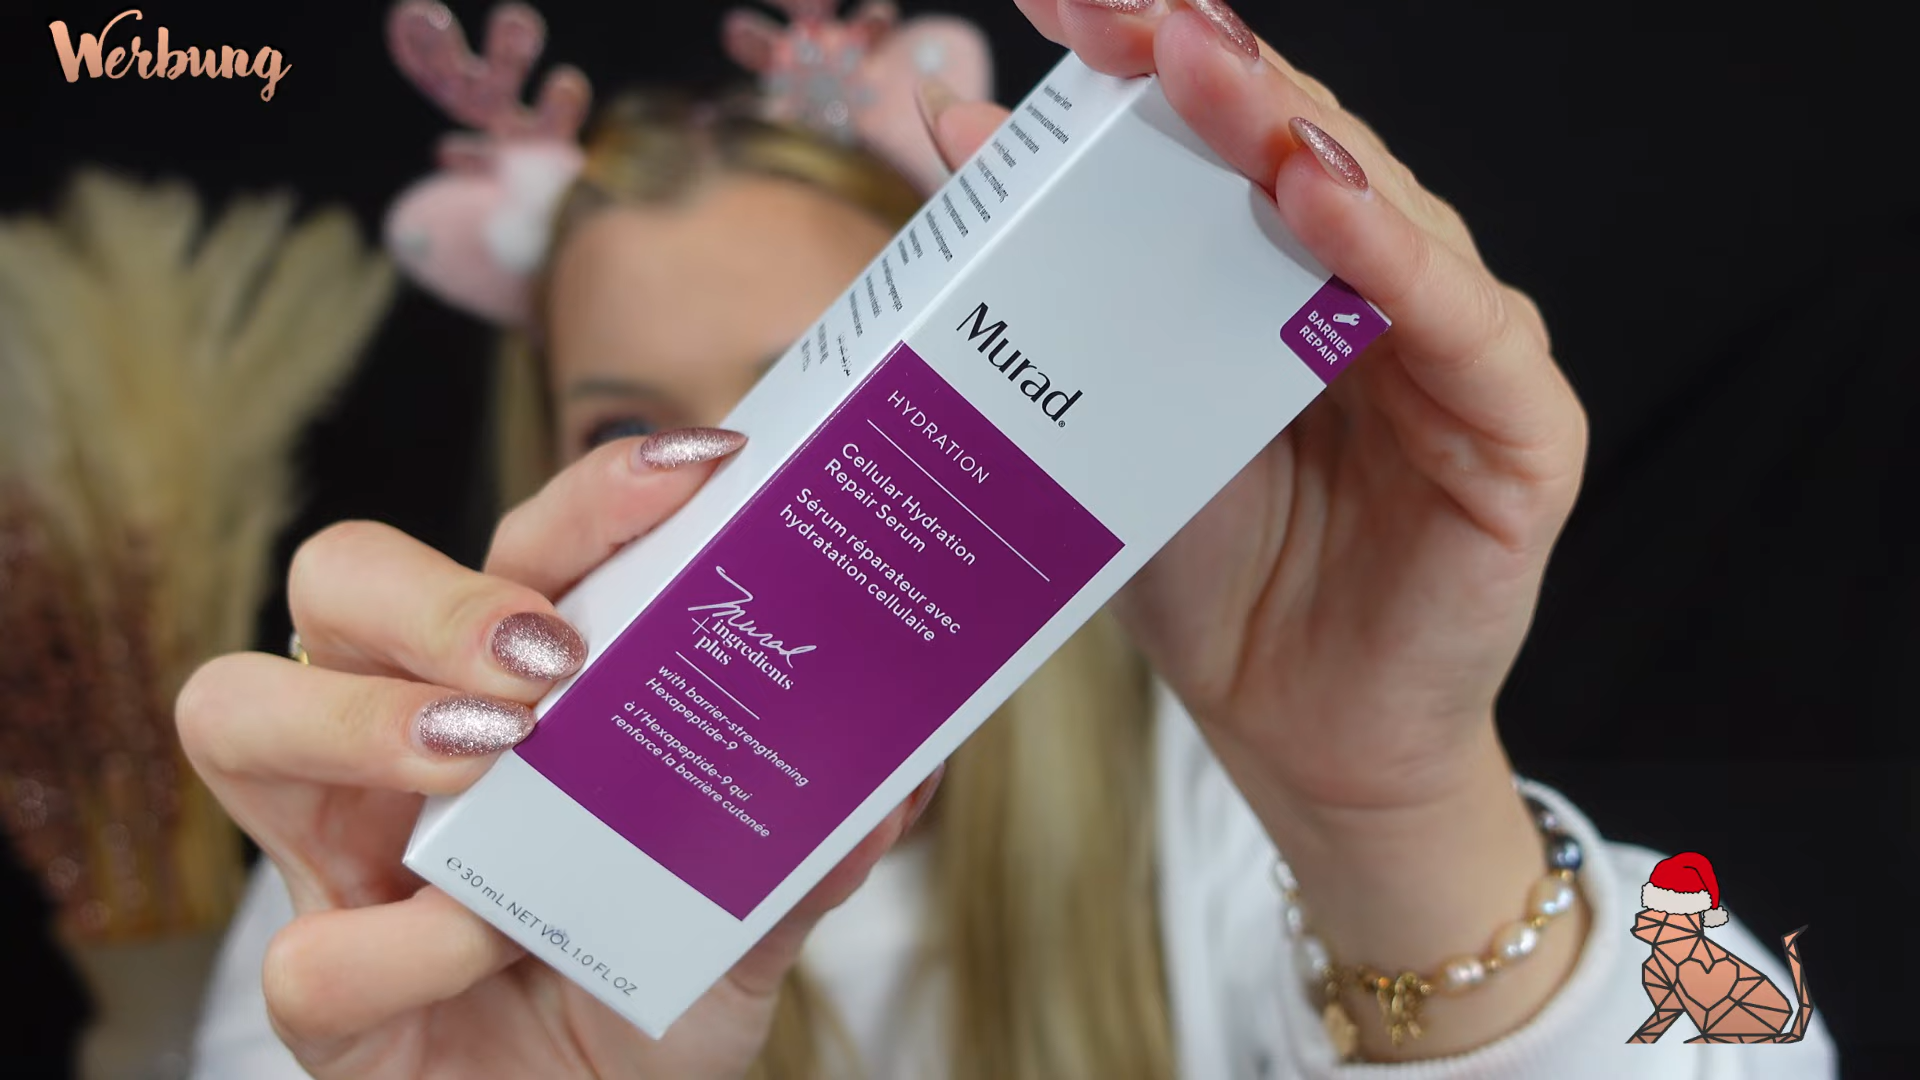 Werbung
BARRIER
REPAIR
Murad®
HYDRATION
Cellular Hydration
Repair Serum
Sérum réparateur avec
hydratation cellulaire
Murad
+ingredients
plus
with barrier-strengthening
Hexapeptide-9
à l'Hexapeptide-9 qui
renforce la barrière cutanée
℮ 30 mL NET VOL 1.0 FL OZ